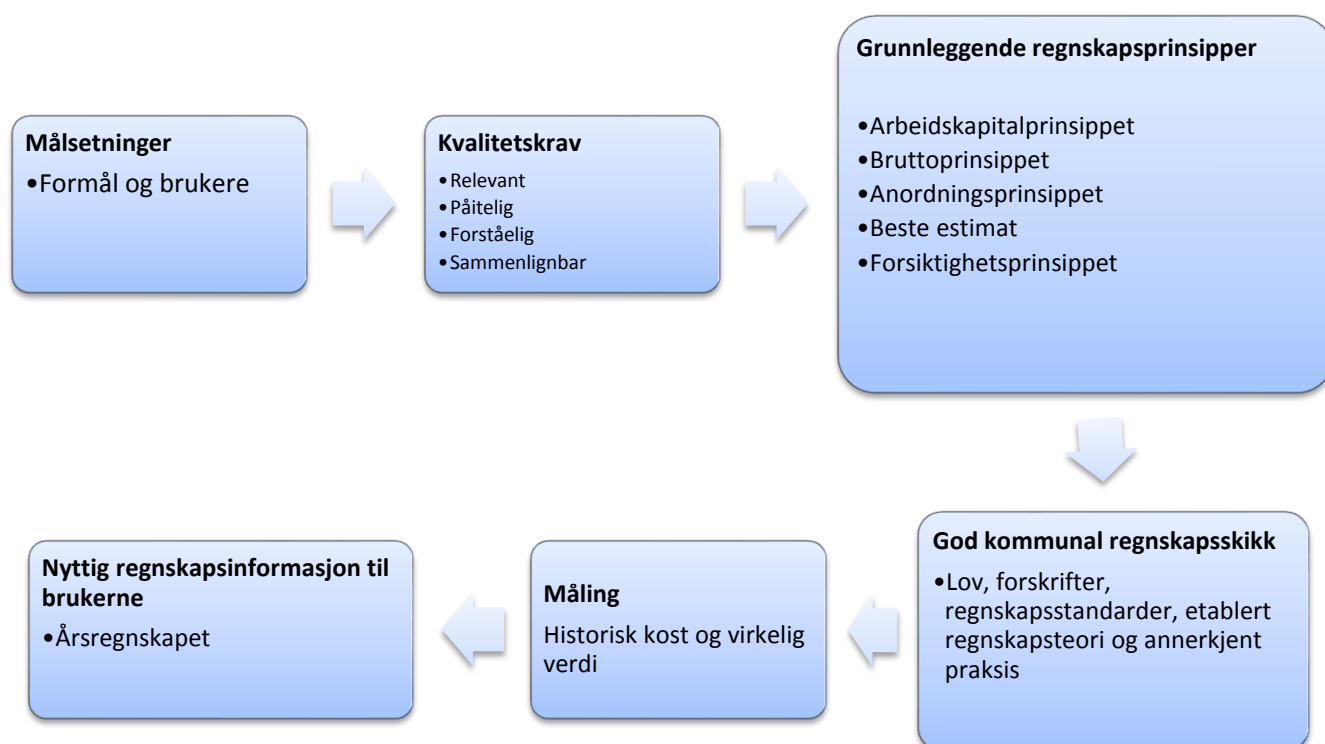 Målsetninger
•Formål og brukere
Kvalitetskrav
•Relevant
•Påitelig
•Forståelig
•Sammenlignbar
Grunnleggende regnskapsprinsipper
•Arbeidskapitalprinsippet
•Bruttoprinsippet
•Anordningsprinsippet
•Beste estimat
•Forsiktighetsprinsippet
God kommunal regnskapsskikk
•Lov, forskrifter,
regnskapsstandarder, etablert
regnskapsteori og annerkjent
praksis
Måling
Historisk kost og virkelig
verdi
Nyttig regnskapsinformasjon til
brukerne
•Årsregnskapet